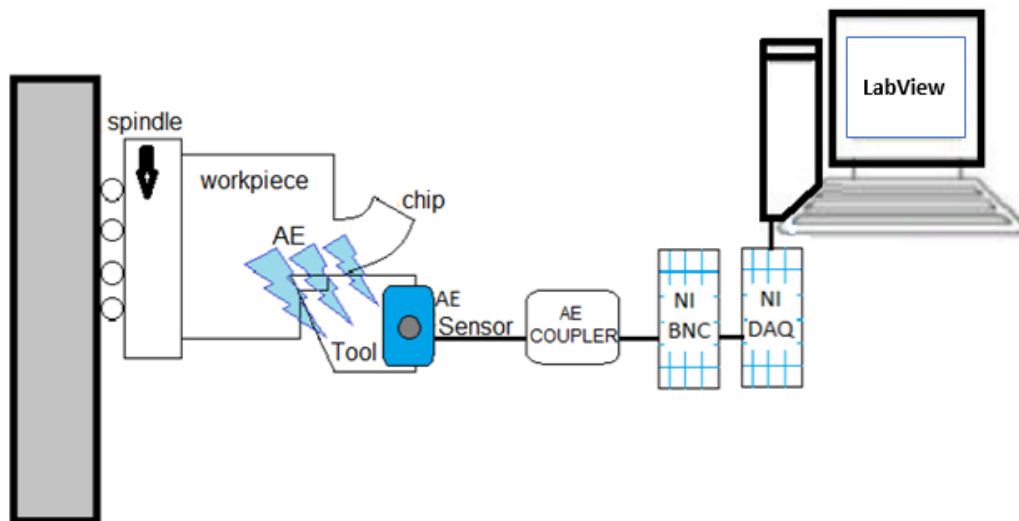 LabView
spindle
workpiece
chip
AE
AE
Sensor
Tool
AE
COUPLER
NI
BNC
NI
DAQ